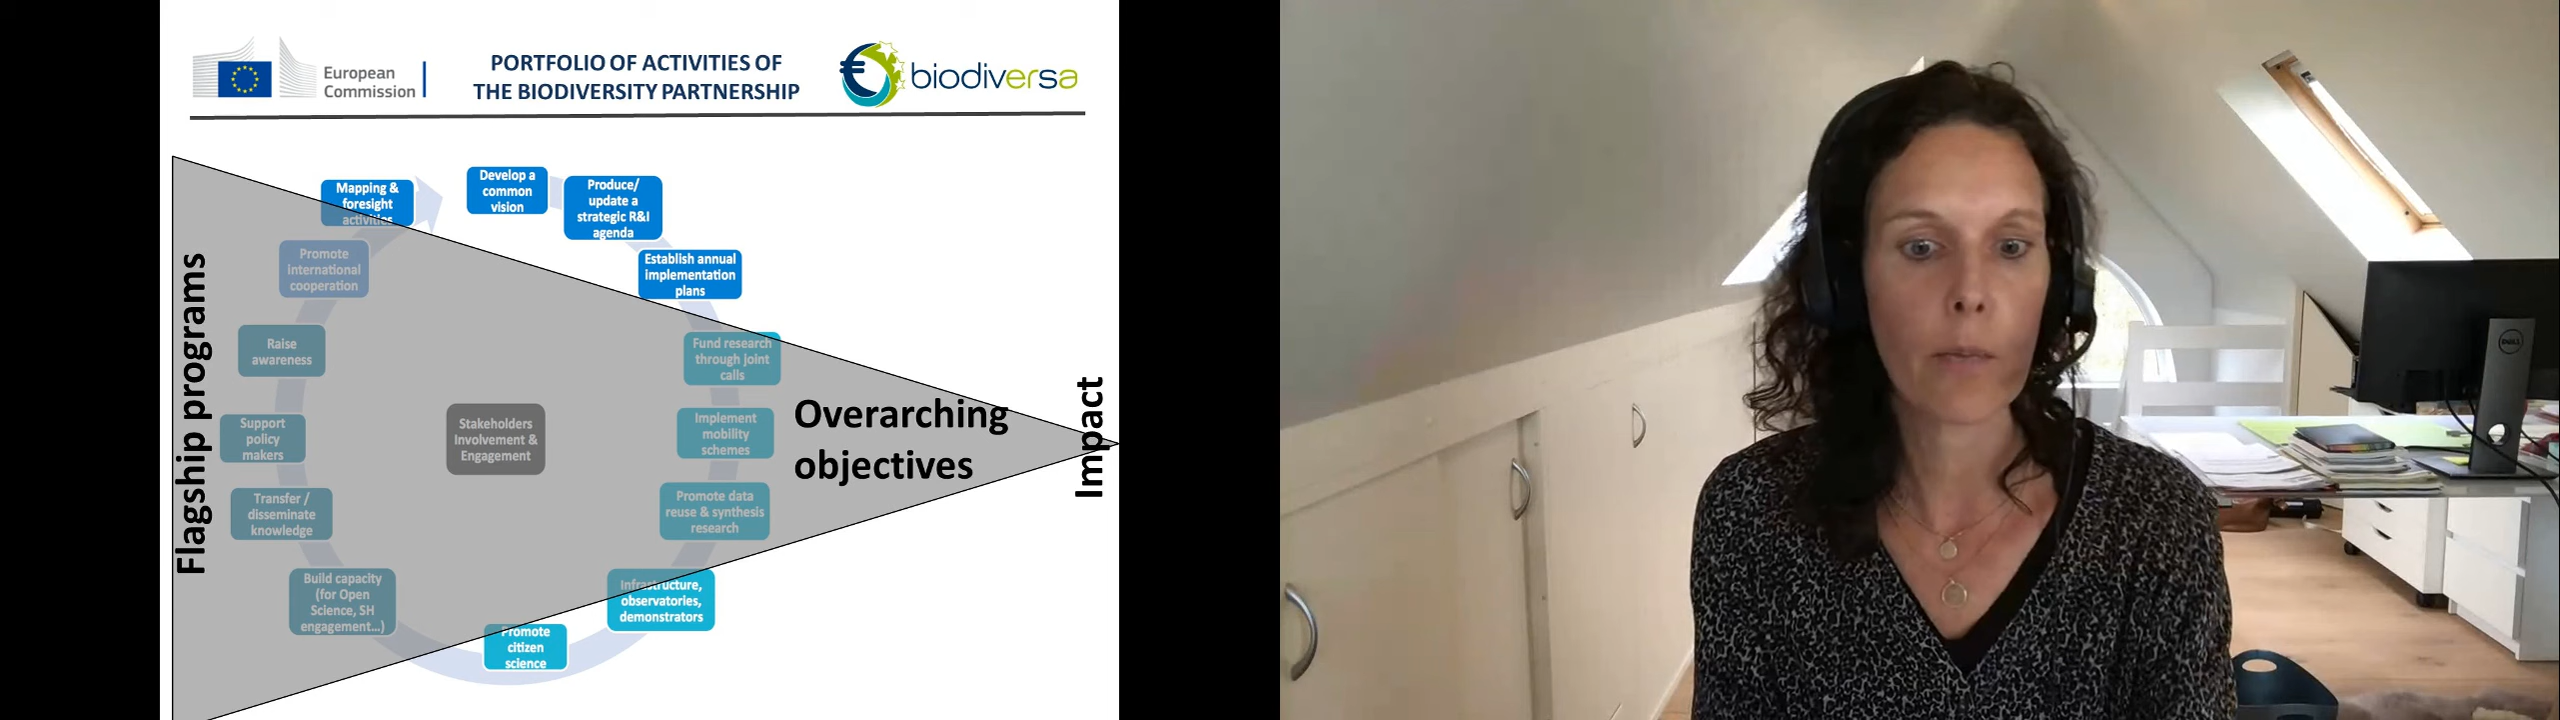 European
Commission
PORTFOLIO OF ACTIVITIES OF
THE BIODIVERSITY PARTNERSHIP
biodiversa
Mapping &
foresight
activities
Develop a
common
vision
Produce/
update a
strategic R&I
agenda
Establish annual
implementation
plans
Fund research
through joint
calls
Implement
mobility
schemes
Promote data
reuse & synthesis
research
Infrastructure,
observatories,
demonstrators
Promote
citizen
science
Build capacity
(for Open
Science, SH
engagement...)
Transfer /
disseminate
knowledge
Support
policy
makers
Raise
awareness
Promote
international
cooperation
Stakeholders
Involvement &
Engagement
Flagship programs
Overarching
objectives
Impact
DELL